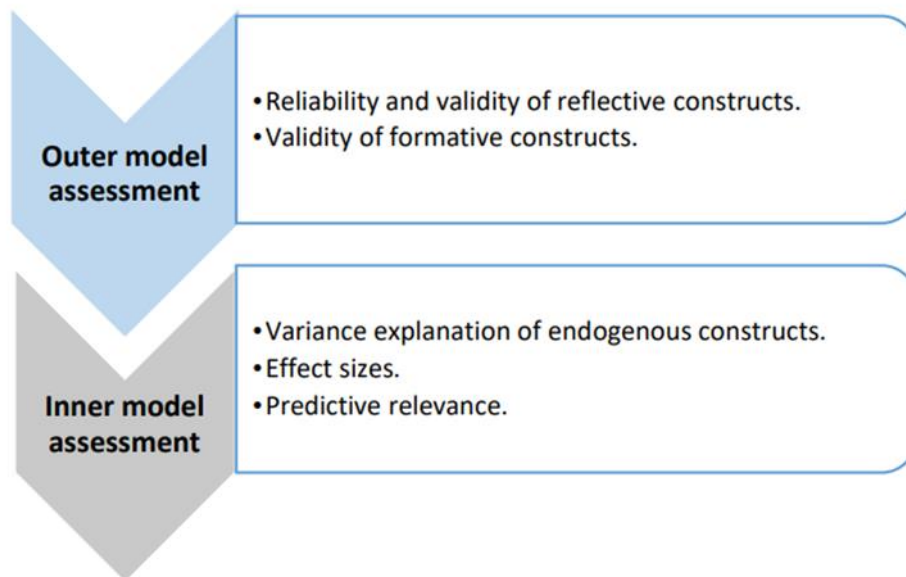 Outer model
assessment
•Reliability and validity of reflective constructs.
•Validity of formative constructs.
Inner model
assessment
•Variance explanation of endogenous constructs.
•Effect sizes.
•Predictive relevance.